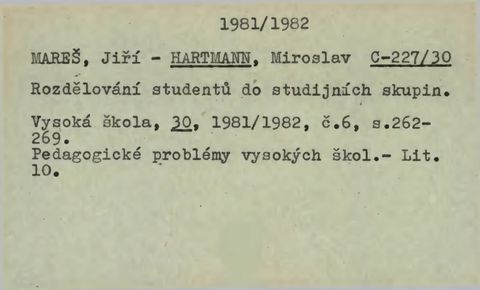 1981/1982
MAREŠ, Jiří - HARTMANN, Miroslav C-227/30
Rozdělování studentů do studijních skupin.
Vysoká škola, 30, 1981/1982, č.6, s.262-
269.
Pedagogické problémy vysokých škol.- Lit.
10.